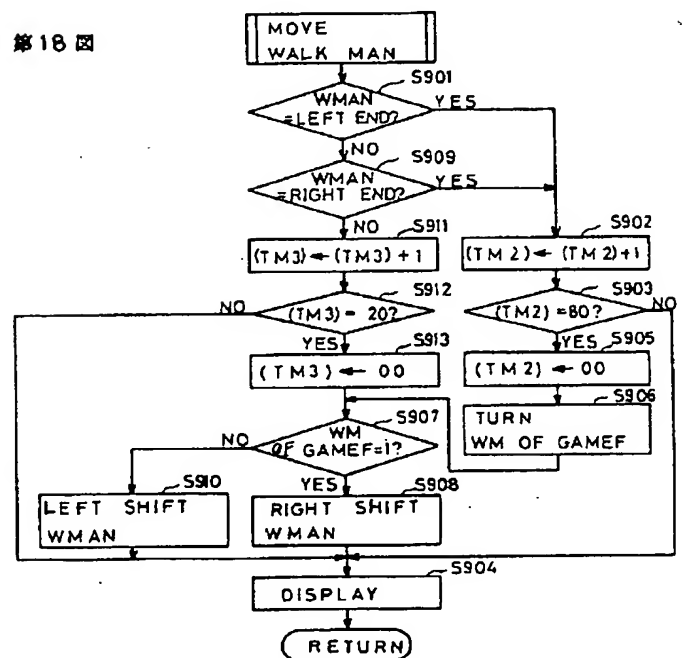 第18図
MOVE
WALK MAN
S901
WMAN
=LEFT END?
YES
NO
S909
WMAN
=RIGHT END?
YES
NO
S911
(TM3)←(TM3)+1
S902
(TM2)←(TM2)+1
S912
NO
(TM3)=20?
YES
S903
(TM2)=80?
NO
YES
S913
(TM3)←00
S905
(TM2)←00
S906
TURN
WM OF GAMEF
S907
NO
WM
OF GAMEF=1?
YES
S910
LEFT SHIFT
WMAN
S908
RIGHT SHIFT
WMAN
S904
DISPLAY
RETURN